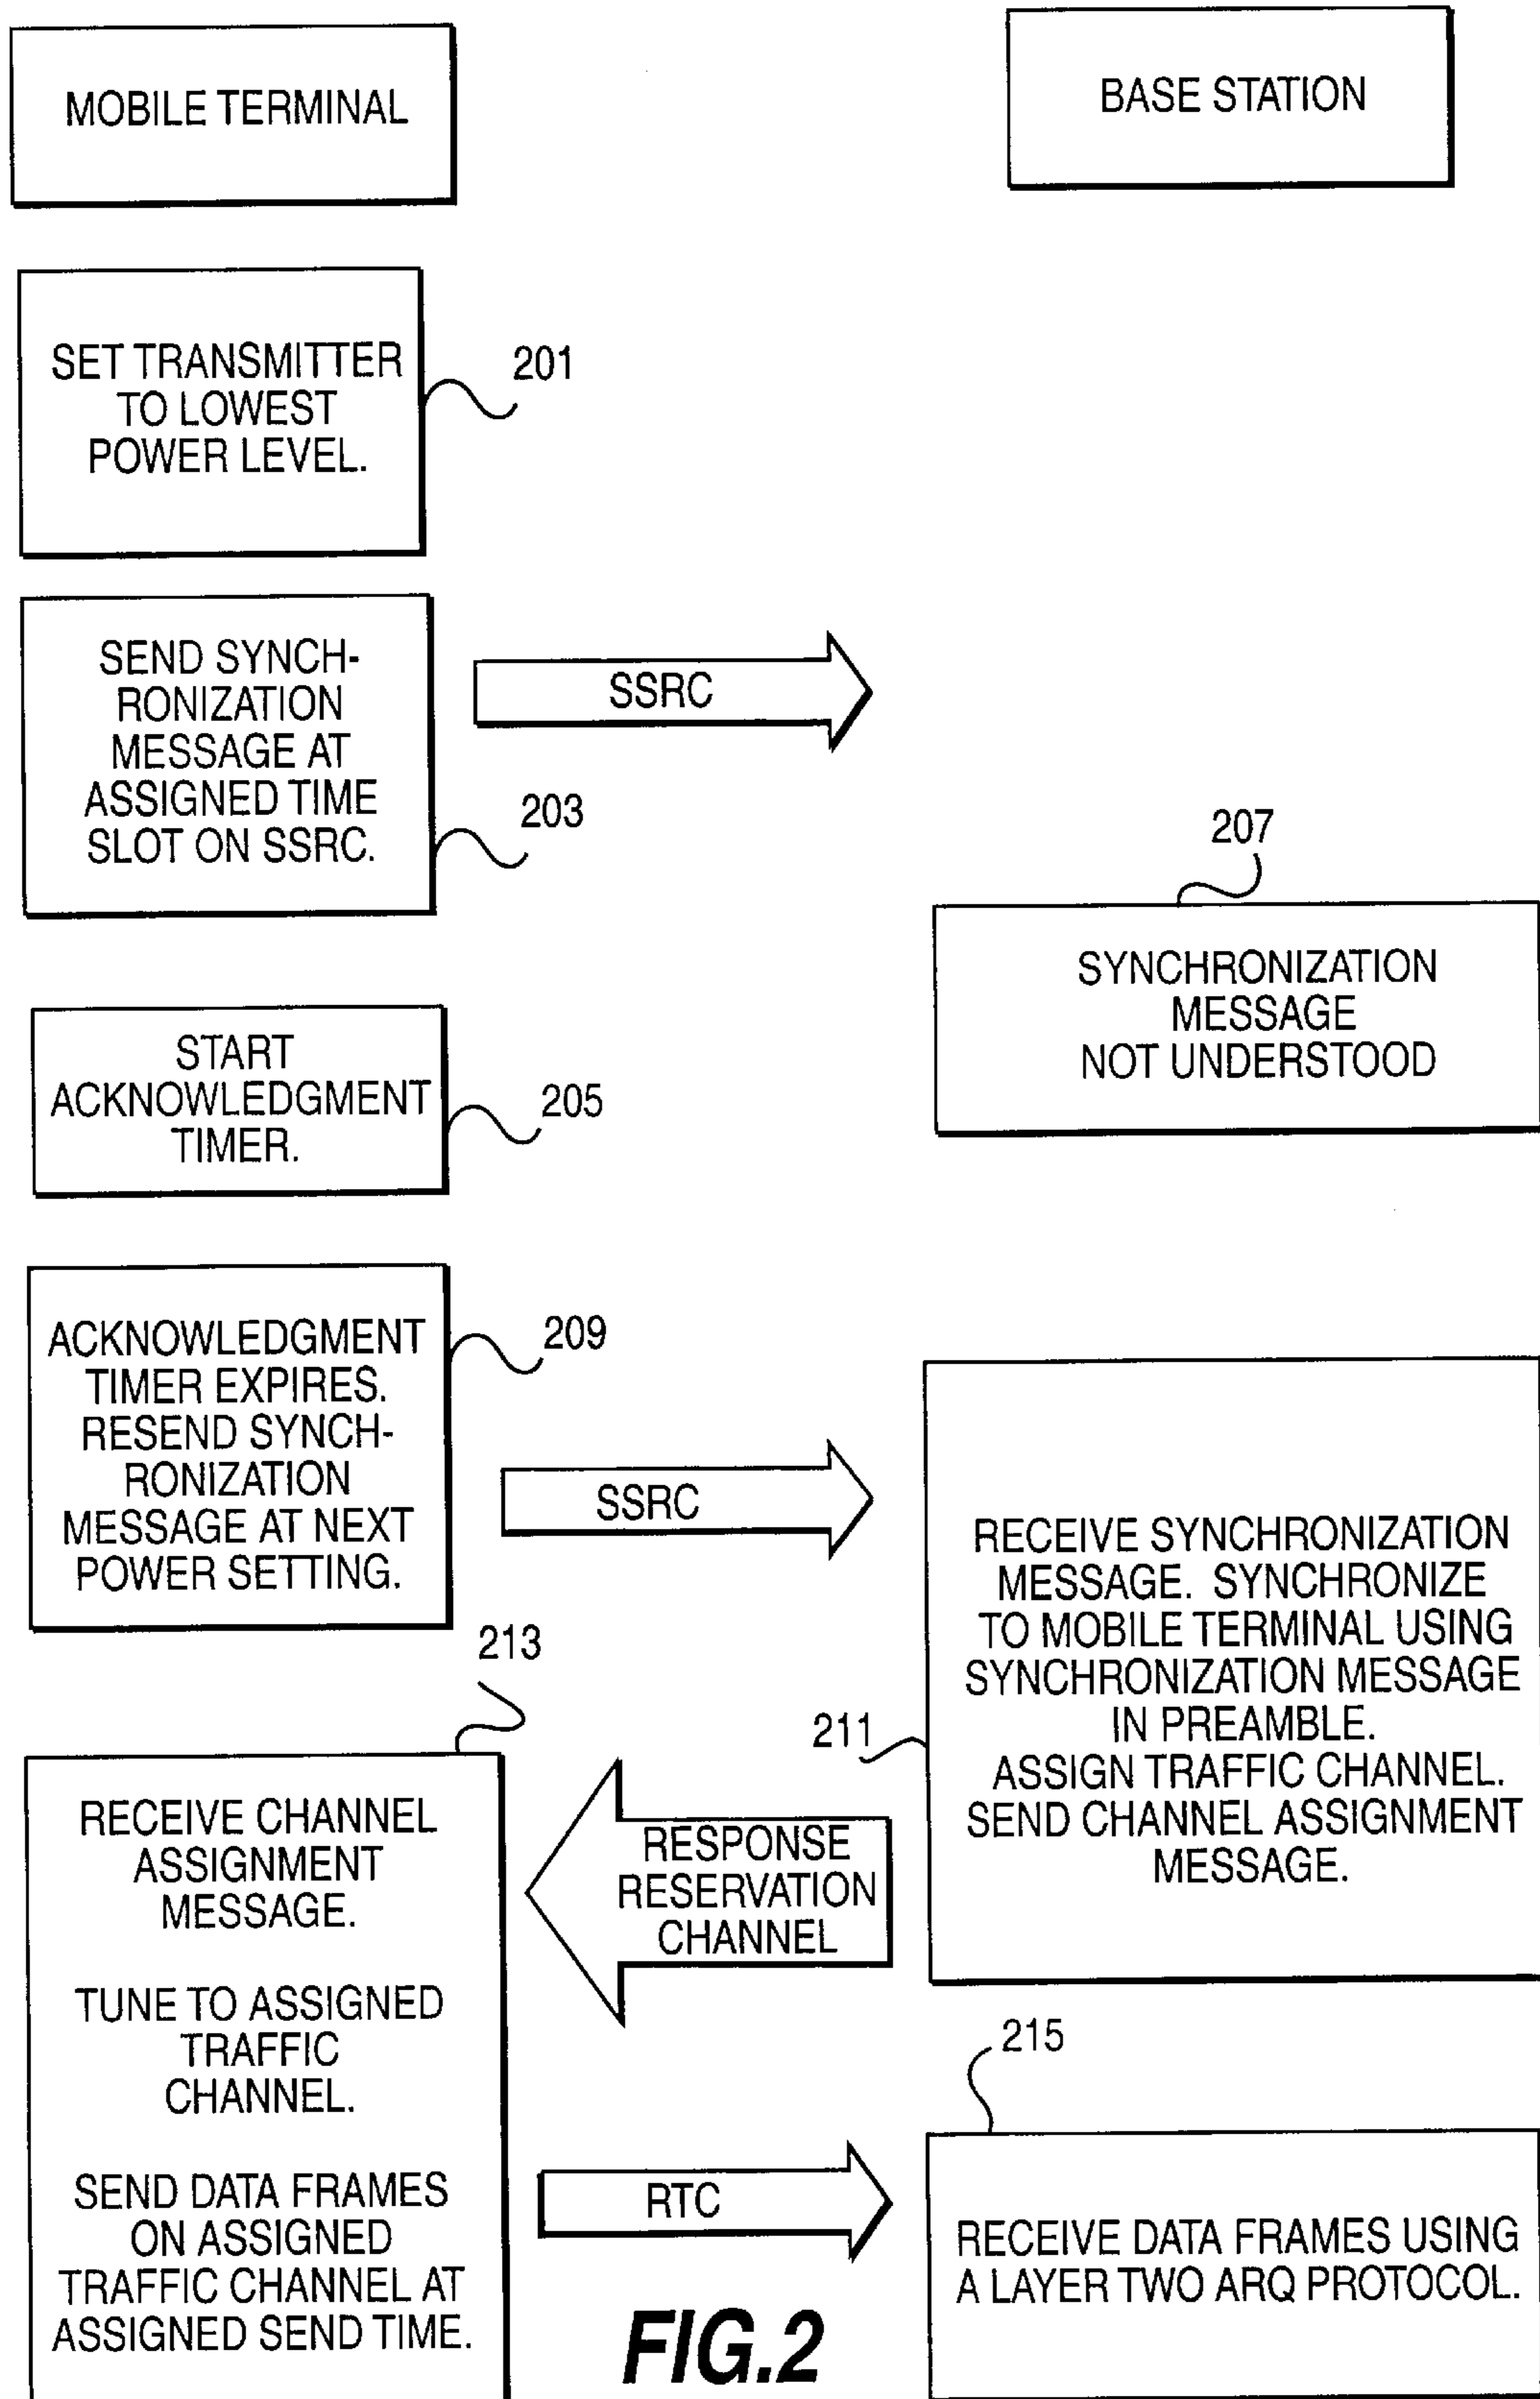 MOBILE TERMINAL
BASE STATION
SET TRANSMITTER
TO LOWEST
POWER LEVEL.
201
SEND SYNCH-
RONIZATION
MESSAGE AT
ASSIGNED TIME
SLOT ON SSRC.
203
SSRC
207
SYNCHRONIZATION
MESSAGE
NOT UNDERSTOOD
START
ACKNOWLEDGMENT
TIMER.
205
ACKNOWLEDGMENT
TIMER EXPIRES.
RESEND SYNCH-
RONIZATION
MESSAGE AT NEXT
POWER SETTING.
209
SSRC
211
RECEIVE SYNCHRONIZATION
MESSAGE. SYNCHRONIZE
TO MOBILE TERMINAL USING
SYNCHRONIZATION MESSAGE
IN PREAMBLE.
ASSIGN TRAFFIC CHANNEL.
SEND CHANNEL ASSIGNMENT
MESSAGE.
RESPONSE
RESERVATION
CHANNEL
213
RECEIVE CHANNEL
ASSIGNMENT
MESSAGE.
TUNE TO ASSIGNED
TRAFFIC
CHANNEL.
SEND DATA FRAMES
ON ASSIGNED
TRAFFIC CHANNEL AT
ASSIGNED SEND TIME.
RTC
215
RECEIVE DATA FRAMES USING
A LAYER TWO ARQ PROTOCOL.
FIG.2